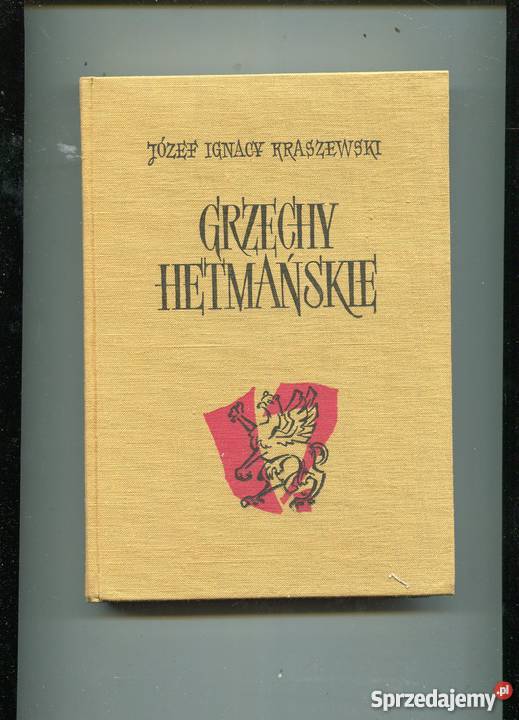 JÓZEF IGNACY KRASZEWSKI
GRZECHY
HETMAŃSKIE
Sprzedajemy.pl